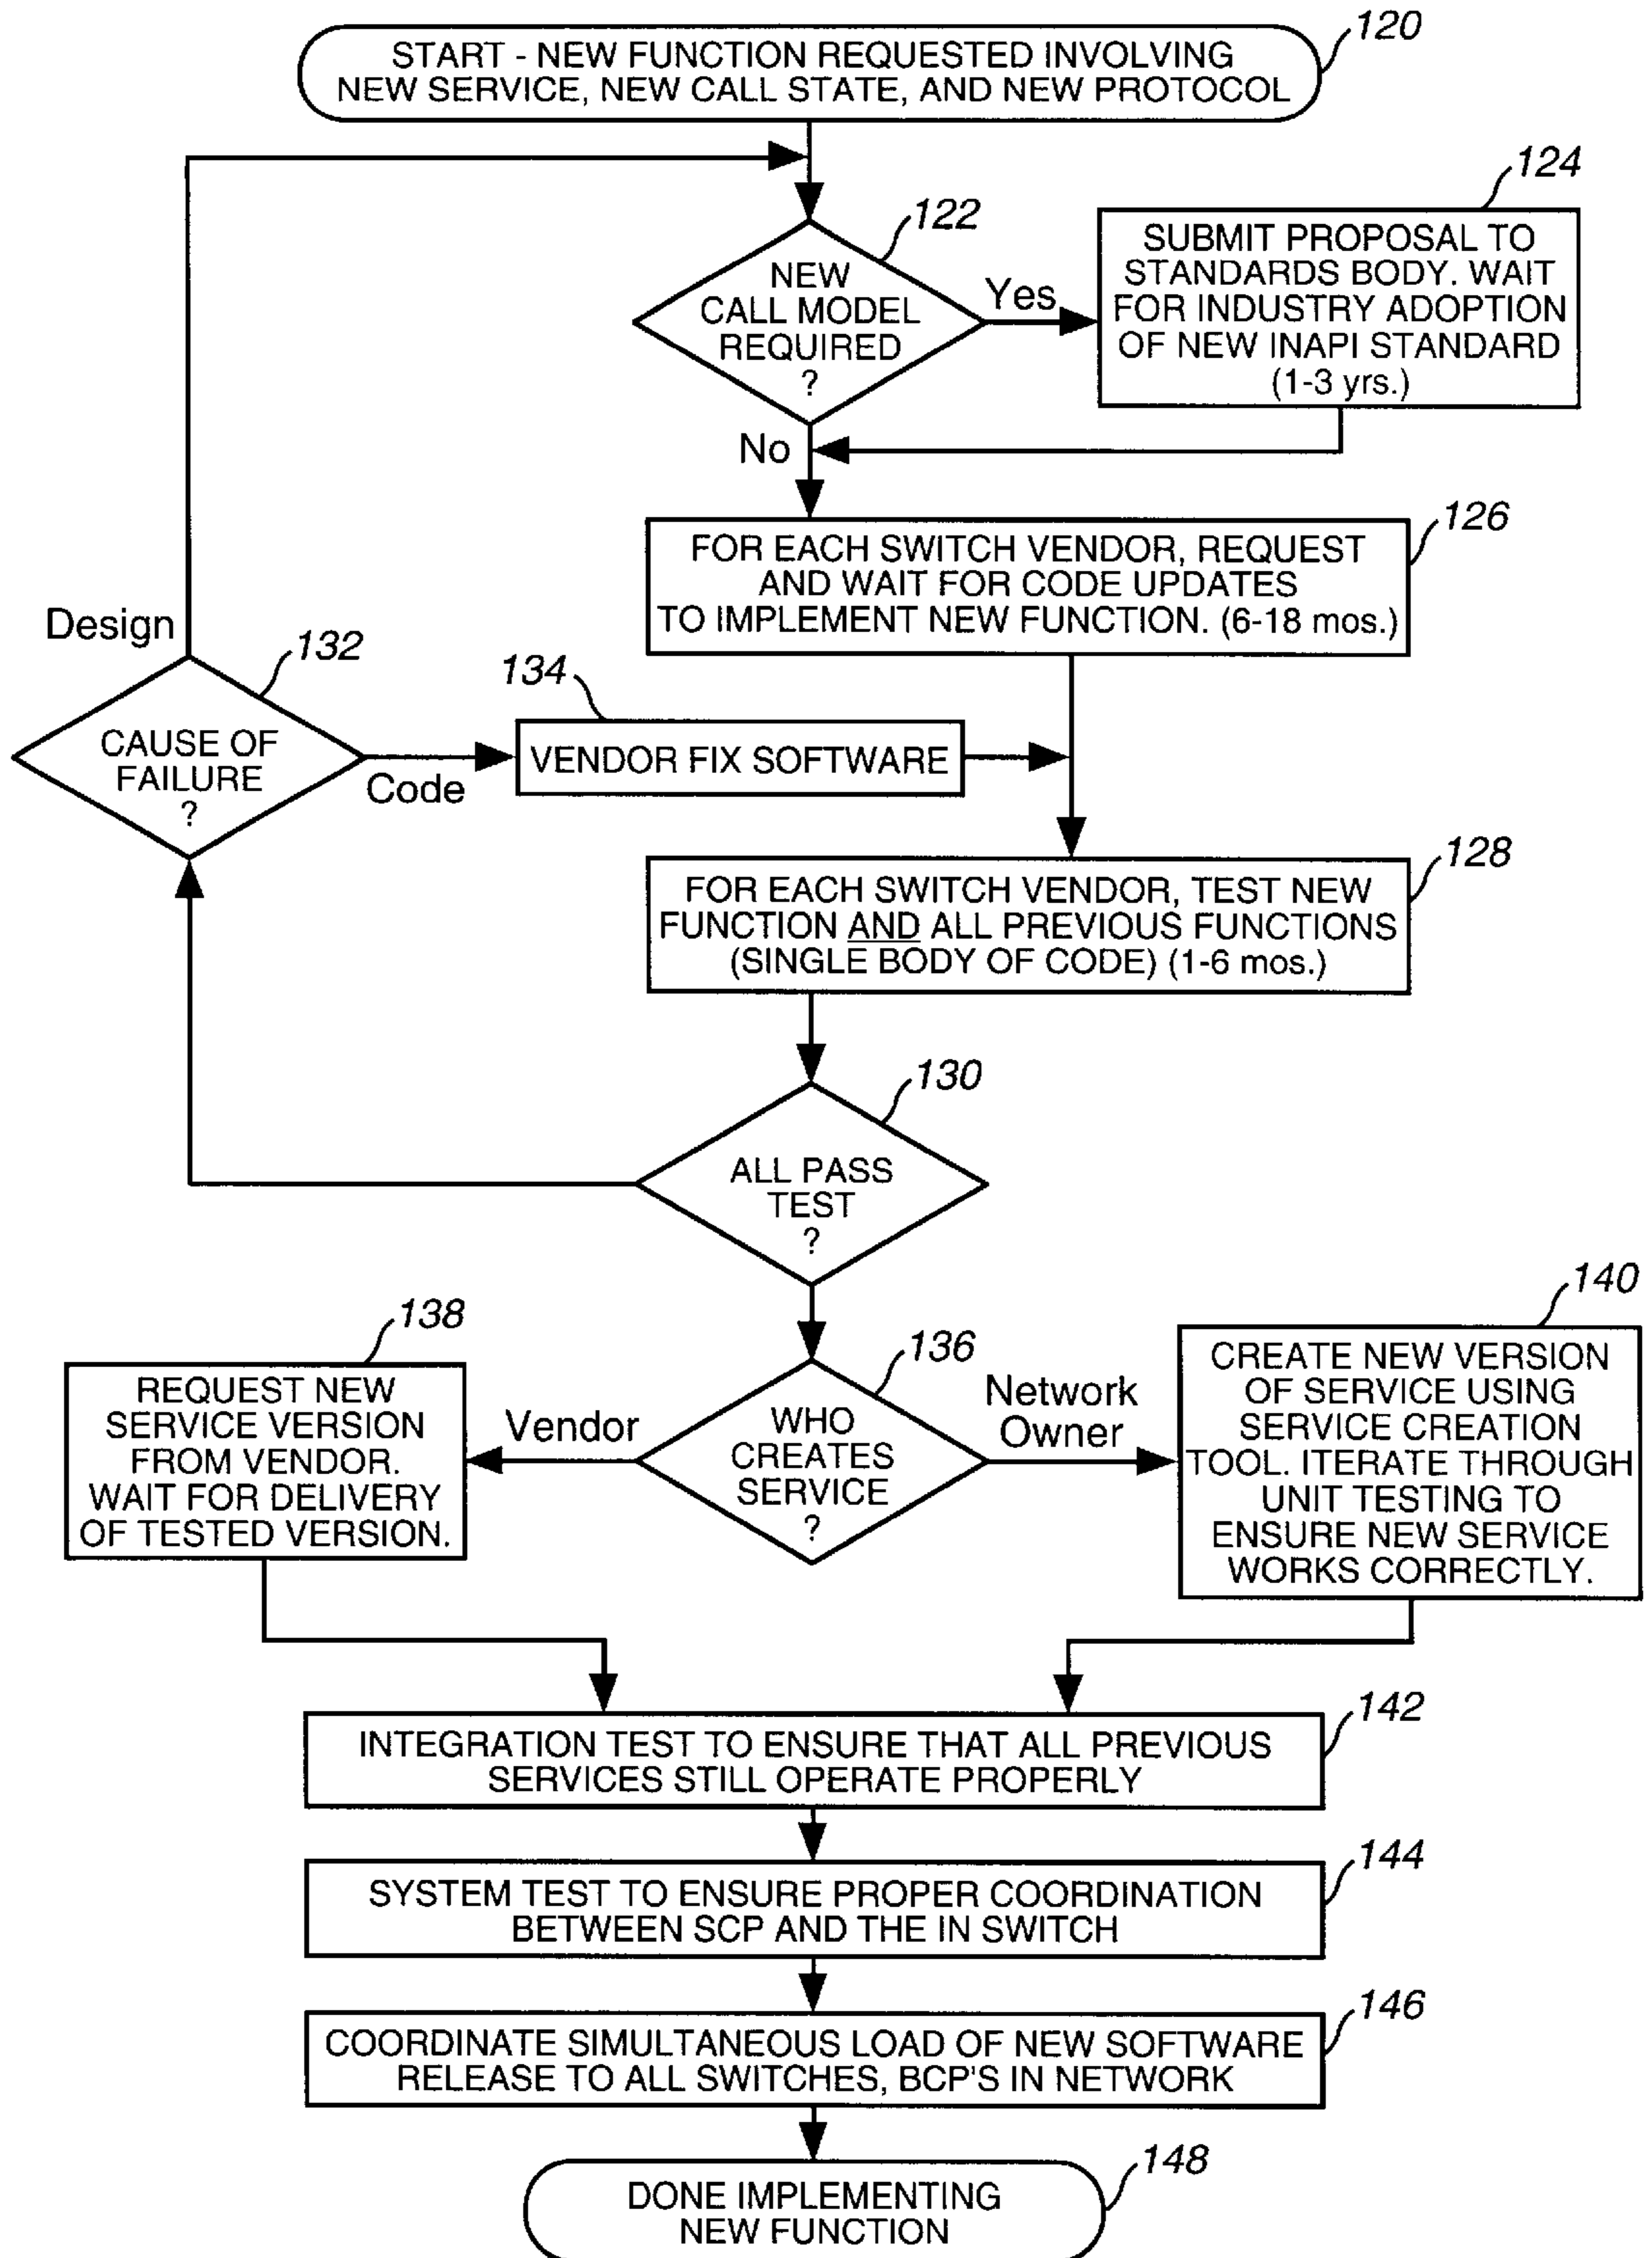 120
START - NEW FUNCTION REQUESTED INVOLVING
NEW SERVICE, NEW CALL STATE, AND NEW PROTOCOL
122
NEW
CALL MODEL
REQUIRED
?
Yes
No
124
SUBMIT PROPOSAL TO
STANDARDS BODY. WAIT
FOR INDUSTRY ADOPTION
OF NEW INAPI STANDARD
(1-3 yrs.)
126
FOR EACH SWITCH VENDOR, REQUEST
AND WAIT FOR CODE UPDATES
TO IMPLEMENT NEW FUNCTION. (6-18 mos.)
Design
132
CAUSE OF
FAILURE
?
Code
134
VENDOR FIX SOFTWARE
128
FOR EACH SWITCH VENDOR, TEST NEW
FUNCTION AND ALL PREVIOUS FUNCTIONS
(SINGLE BODY OF CODE) (1-6 mos.)
130
ALL PASS
TEST
?
136
WHO
CREATES
SERVICE
?
Vendor
Network
Owner
138
REQUEST NEW
SERVICE VERSION
FROM VENDOR.
WAIT FOR DELIVERY
OF TESTED VERSION.
140
CREATE NEW VERSION
OF SERVICE USING
SERVICE CREATION
TOOL. ITERATE THROUGH
UNIT TESTING TO
ENSURE NEW SERVICE
WORKS CORRECTLY.
142
INTEGRATION TEST TO ENSURE THAT ALL PREVIOUS
SERVICES STILL OPERATE PROPERLY
144
SYSTEM TEST TO ENSURE PROPER COORDINATION
BETWEEN SCP AND THE IN SWITCH
146
COORDINATE SIMULTANEOUS LOAD OF NEW SOFTWARE
RELEASE TO ALL SWITCHES, BCP'S IN NETWORK
148
DONE IMPLEMENTING
NEW FUNCTION